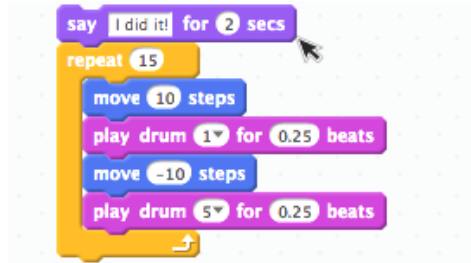 say I did it! for 2 secs
repeat 15
move 10 steps
play drum 1 for 0.25 beats
move -10 steps
play drum 5 for 0.25 beats